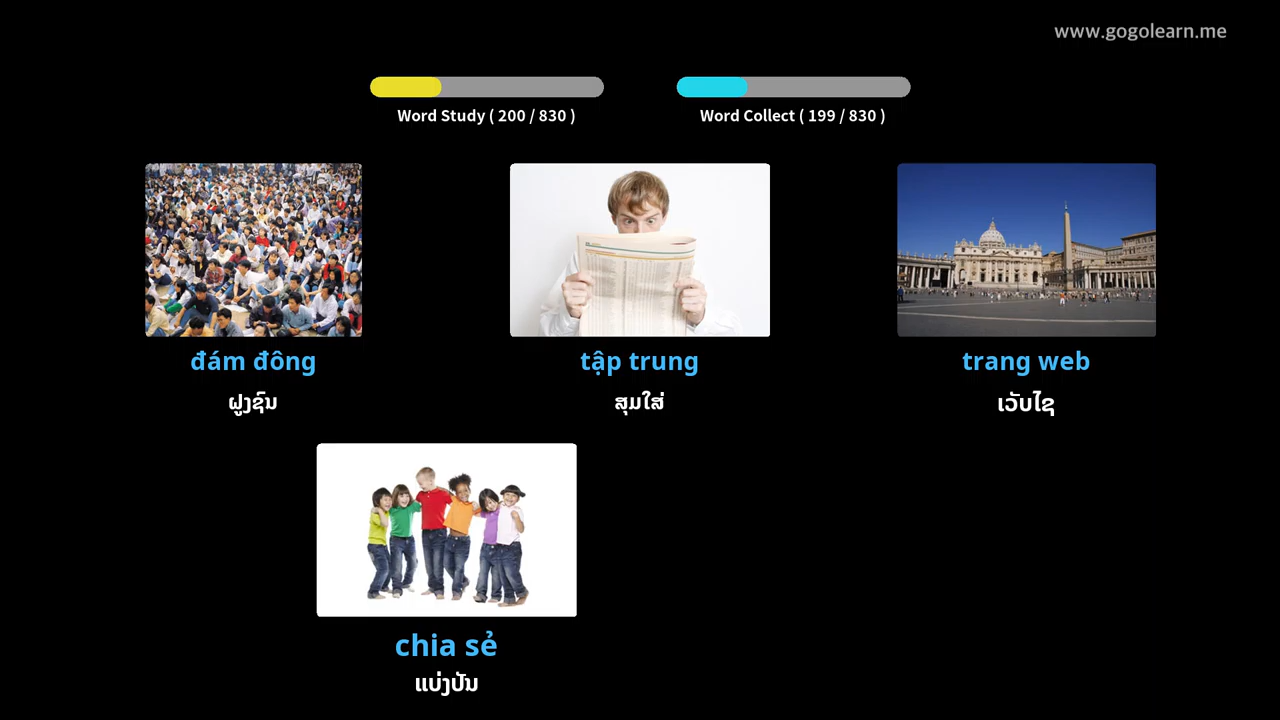 www.gogolearn.me
Word Study ( 200 / 830 )
Word Collect ( 199 / 830 )
đám đông
ຝູງຊົນ
tập trung
ສຸມໃສ່
trang web
ເວັບໄຊ
chia sẻ
ແບ່ງປັນ